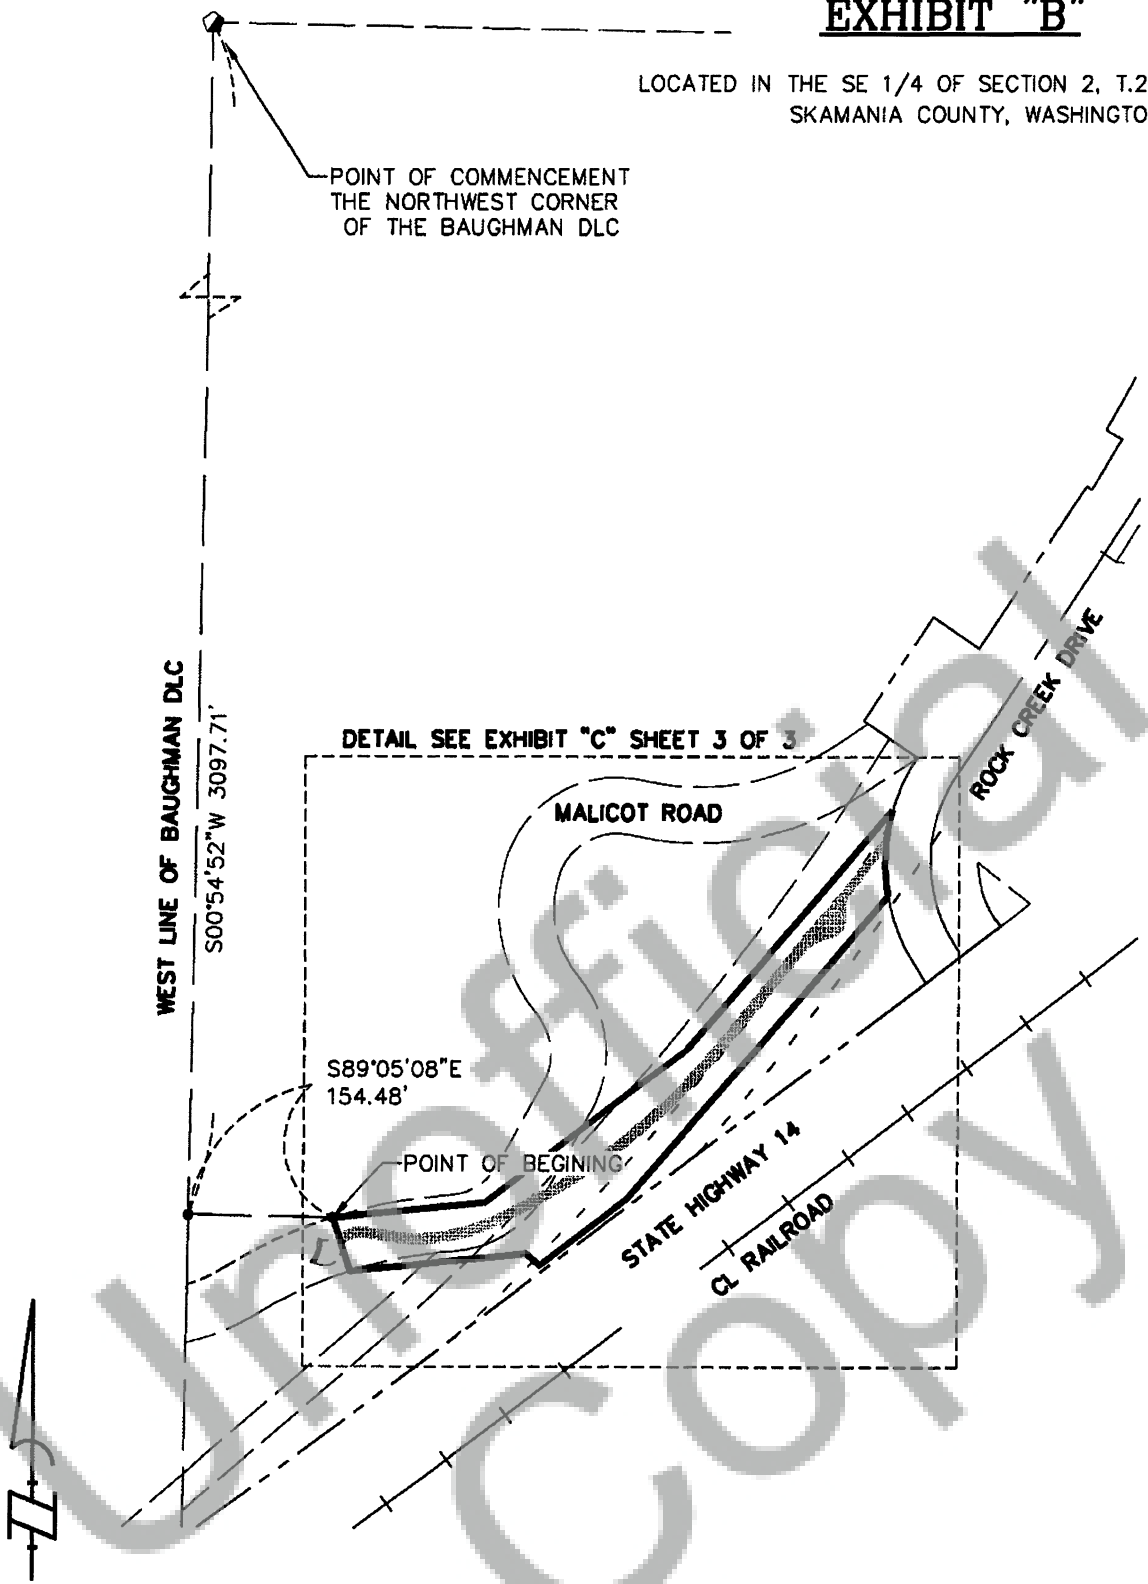 EXHIBIT "B"
LOCATED IN THE SE 1/4 OF SECTION 2, T.2
SKAMANIA COUNTY, WASHINGTO
POINT OF COMMENCEMENT
THE NORTHWEST CORNER
OF THE BAUGHMAN DLC
WEST LINE OF BAUGHMAN DLC
S00°54'52"W 3097.71'
DETAIL SEE EXHIBIT "C" SHEET 3 OF 3
MALICOT ROAD
ROCK CREEK DRIVE
S89°05'08"E
154.48'
POINT OF BEGINING
STATE HIGHWAY 14
CL RAILROAD
Unofficial
Copy